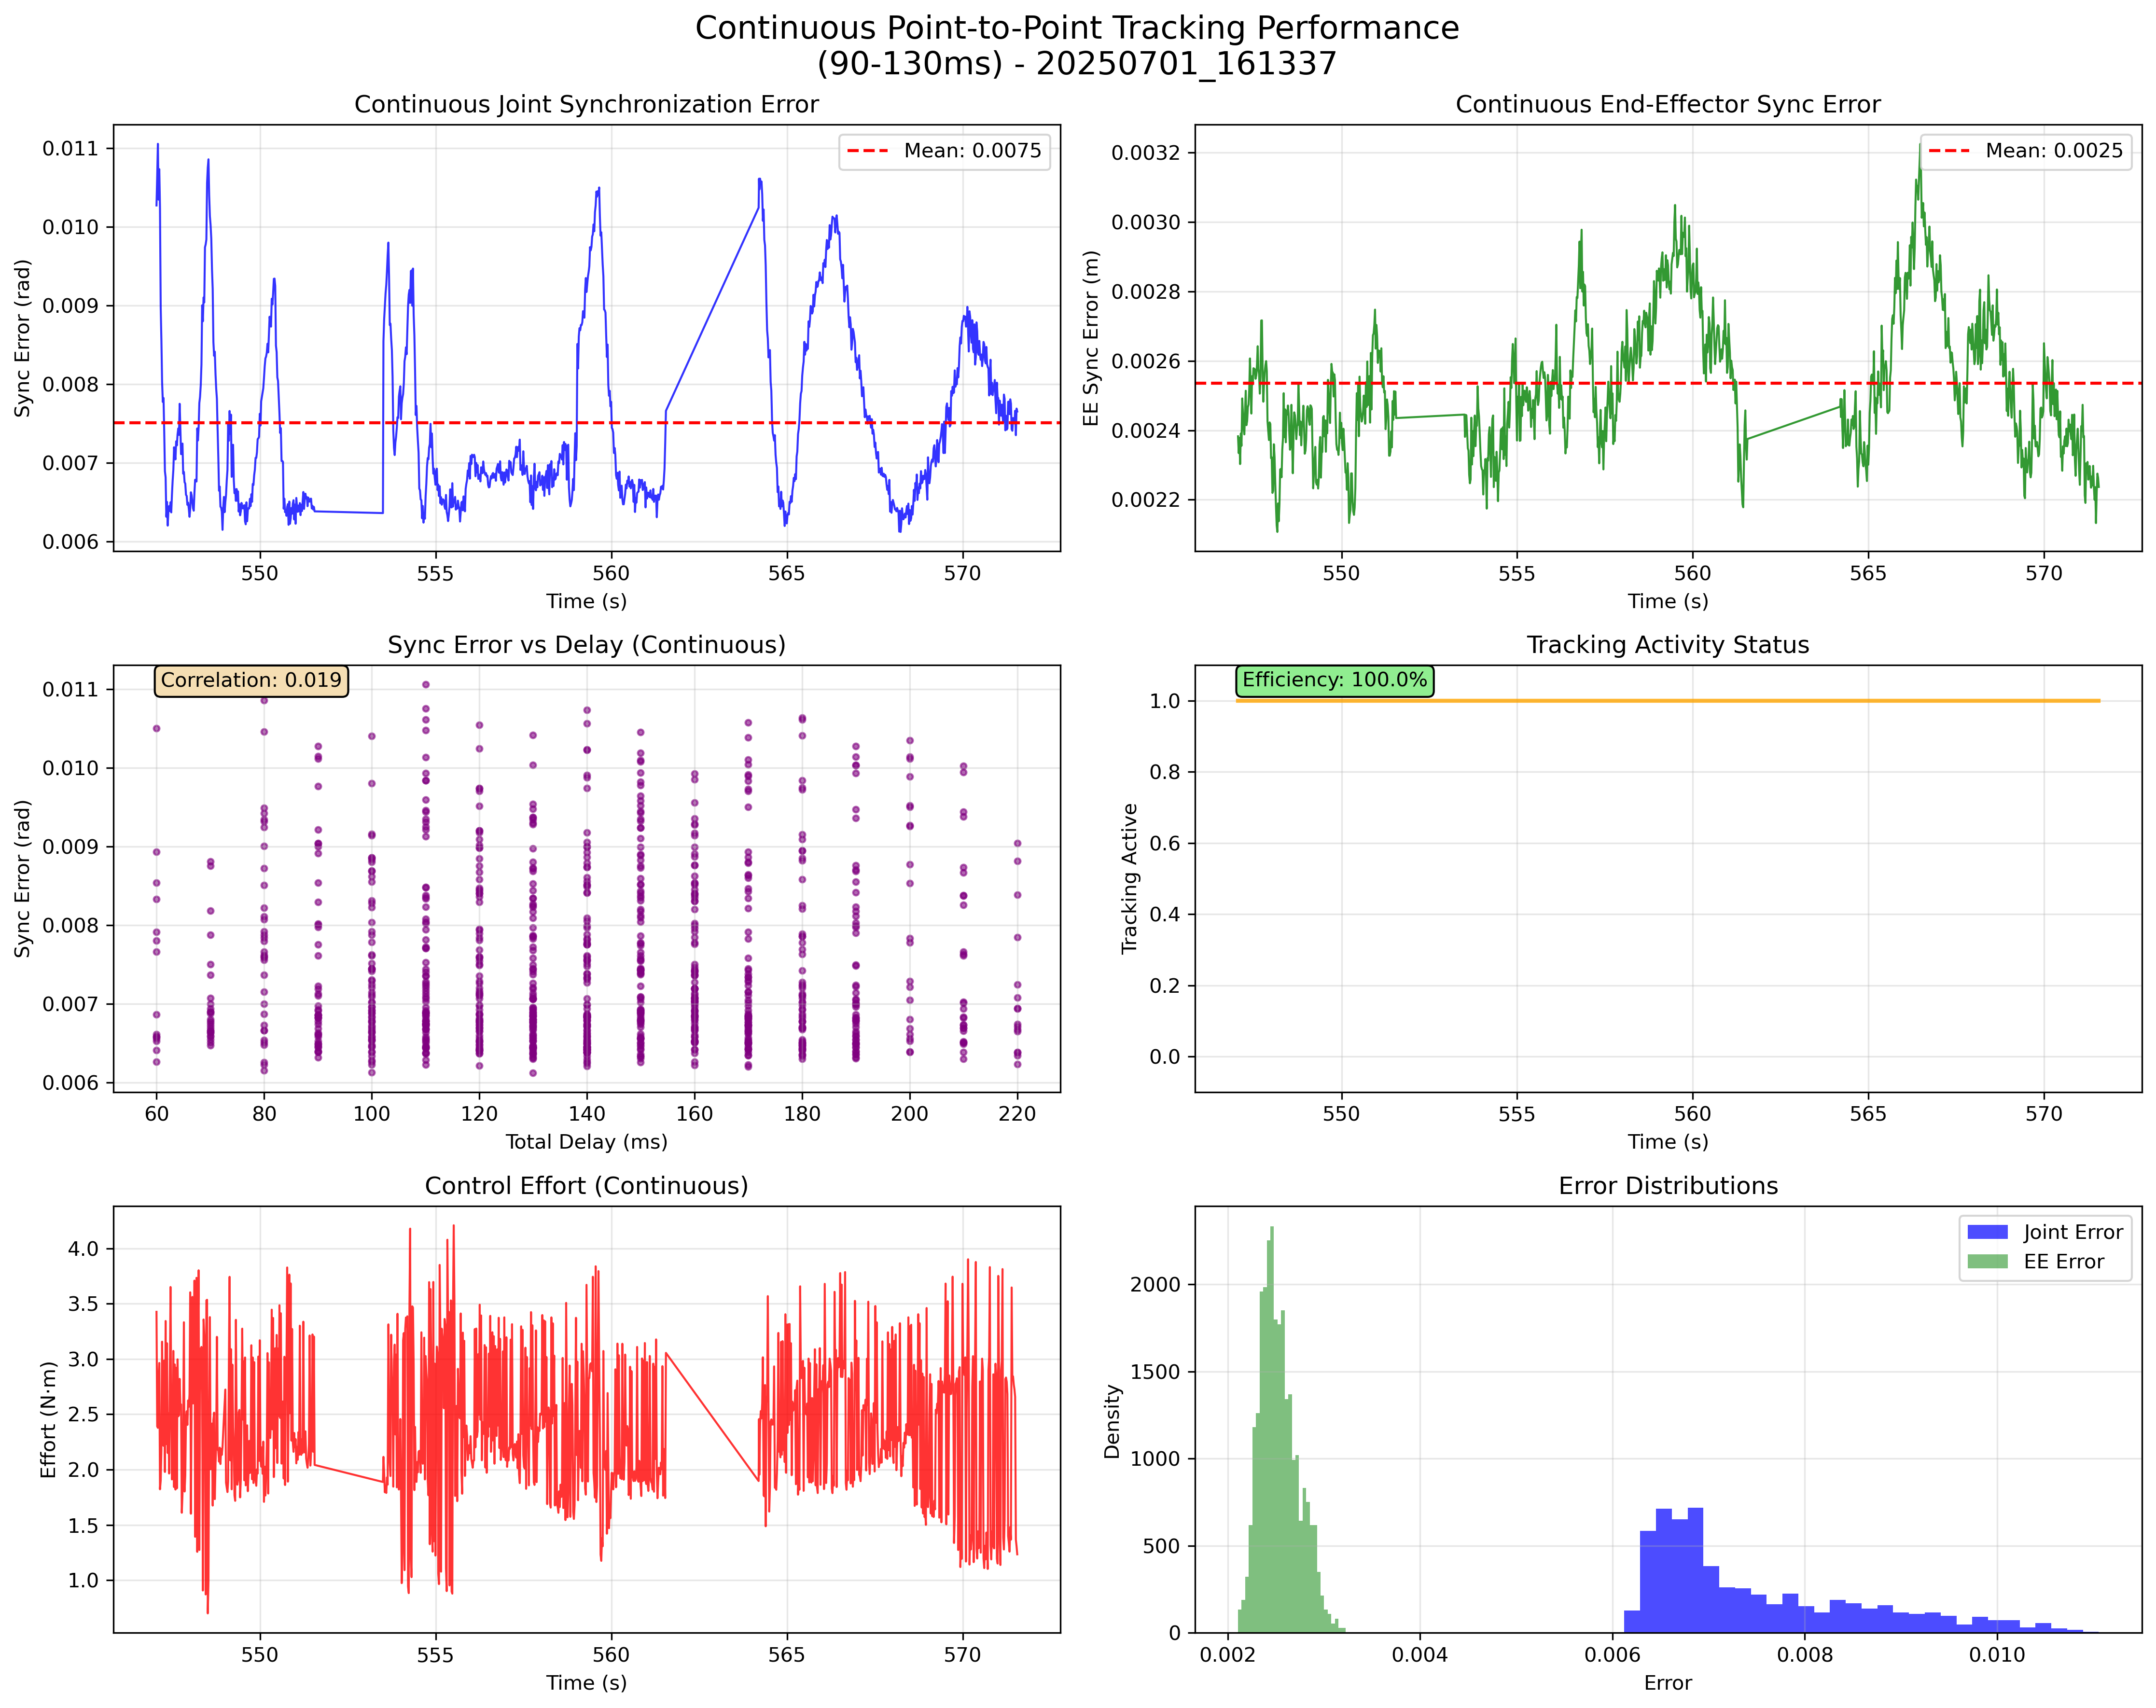 Continuous Point-to-Point Tracking Performance
(90-130ms) - 20250701_161337
Continuous Joint Synchronization Error
Sync Error (rad)
0.011
0.010
0.009
0.008
0.007
0.006
Mean: 0.0075
550 555 560 565 570
Time (s)
Continuous End-Effector Sync Error
EE Sync Error (m)
0.0032
0.0030
0.0028
0.0026
0.0024
0.0022
Mean: 0.0025
550 555 560 565 570
Time (s)
Sync Error vs Delay (Continuous)
Sync Error (rad)
Correlation: 0.019
0.011
0.010
0.009
0.008
0.007
0.006
60 80 100 120 140 160 180 200 220
Total Delay (ms)
Tracking Activity Status
Tracking Active
Efficiency: 100.0%
1.0
0.8
0.6
0.4
0.2
0.0
550 555 560 565 570
Time (s)
Control Effort (Continuous)
Effort (N·m)
4.0
3.5
3.0
2.5
2.0
1.5
1.0
550 555 560 565 570
Time (s)
Error Distributions
Density
Joint Error
EE Error
2000
1500
1000
500
0
0.002 0.004 0.006 0.008 0.010
Error